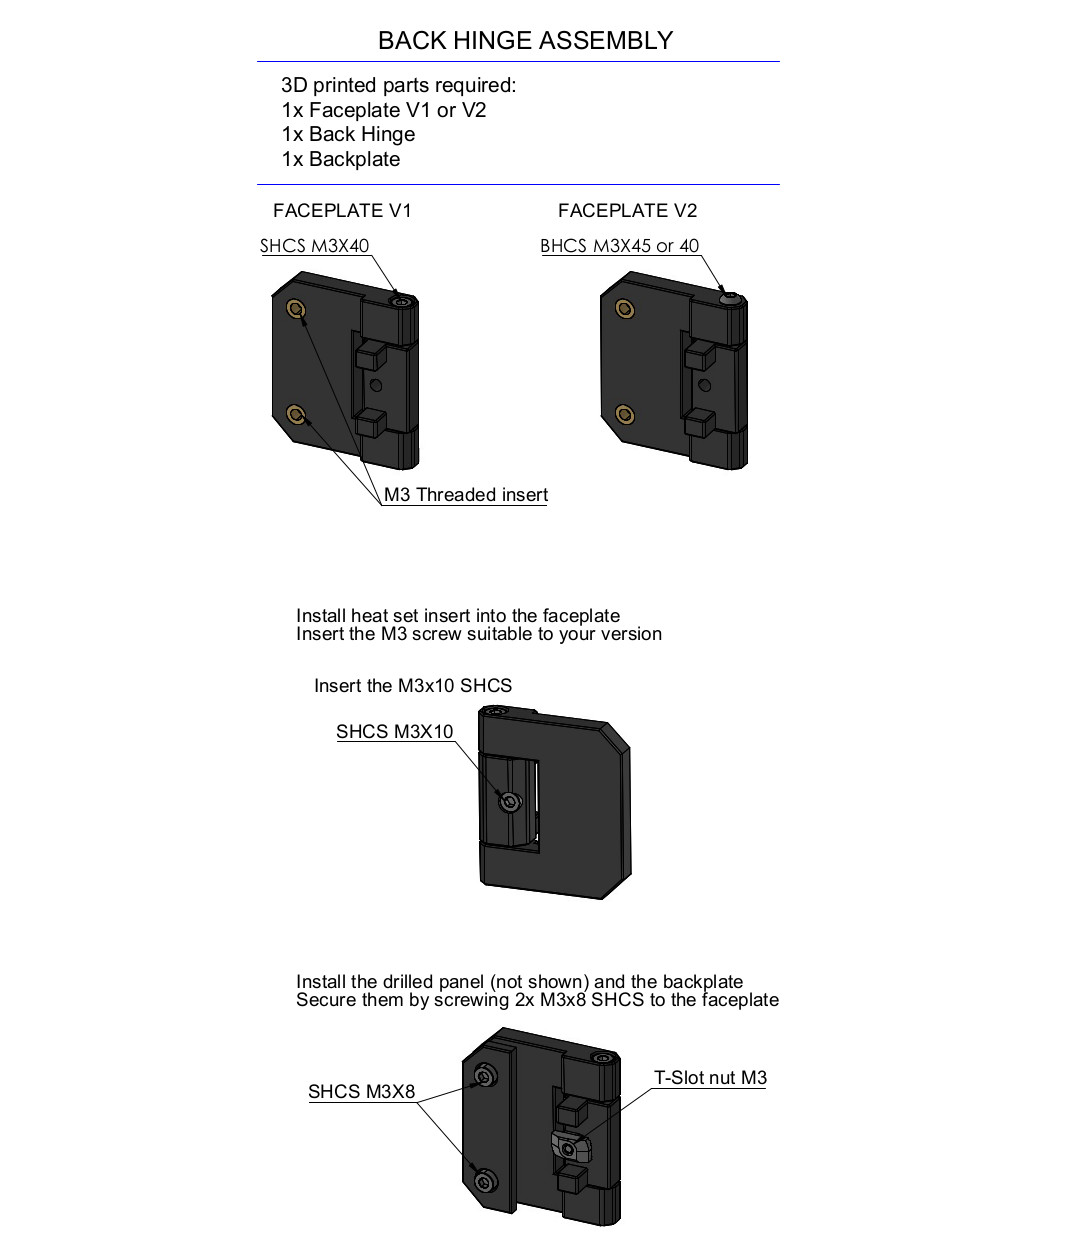 BACK HINGE ASSEMBLY
3D printed parts required:
1x Faceplate V1 or V2
1x Back Hinge
1x Backplate
FACEPLATE V1
FACEPLATE V2
SHCS M3X40
BHCS M3X45 or 40
M3 Threaded insert
Install heat set insert into the faceplate
Insert the M3 screw suitable to your version
Insert the M3x10 SHCS
SHCS M3X10
Install the drilled panel (not shown) and the backplate
Secure them by screwing 2x M3x8 SHCS to the faceplate
T-Slot nut M3
SHCS M3X8